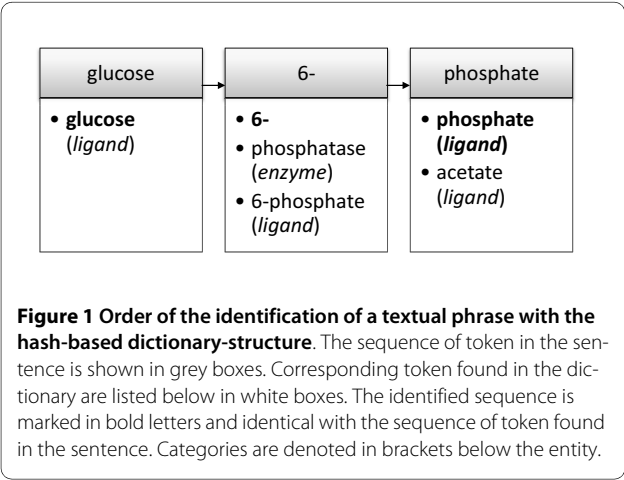 glucose
6-
phosphate
• glucose
(ligand)
• 6-
• phosphatase
(enzyme)
• 6-phosphate
(ligand)
• phosphate
(ligand)
• acetate
(ligand)
Figure 1 Order of the identification of a textual phrase with the
hash-based dictionary-structure. The sequence of token in the sen-
tence is shown in grey boxes. Corresponding token found in the dic-
tionary are listed below in white boxes. The identified sequence is
marked in bold letters and identical with the sequence of token found
in the sentence. Categories are denoted in brackets below the entity.